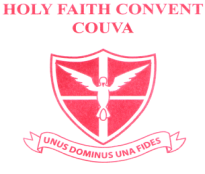 HOLY FAITH CONVENT
COUVA
UNUS DOMINUS UNA FIDES